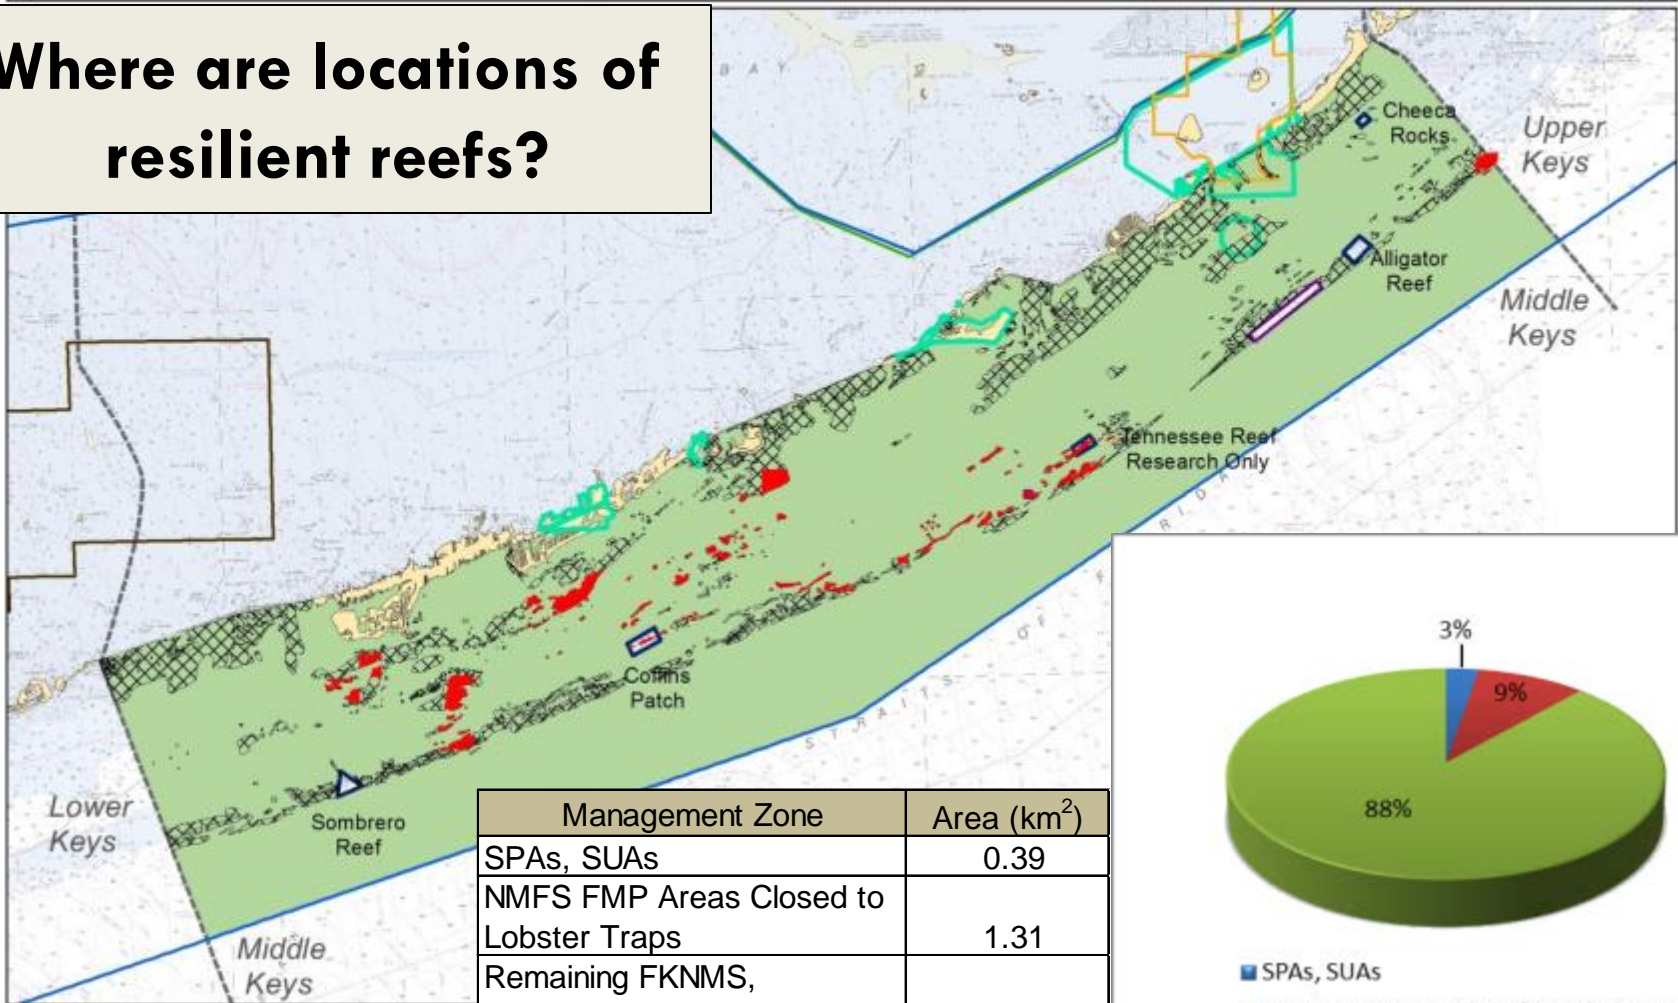 Where are locations of
resilient reefs?
B A Y
Cheeca
Rocks
Upper
Keys
Alligator
Reef
Middle
Keys
Tennessee Reef
Research Only
Coffins
Patch
STRAITS OF
Lower
Keys
Sombrero
Reef
Middle
Keys
Management Zone
Area (km²)
SPAs, SUAs
0.39
NMFS FMP Areas Closed to
Lobster Traps
1.31
Remaining FKNMS,
3%
9%
88%
SPAs, SUAs